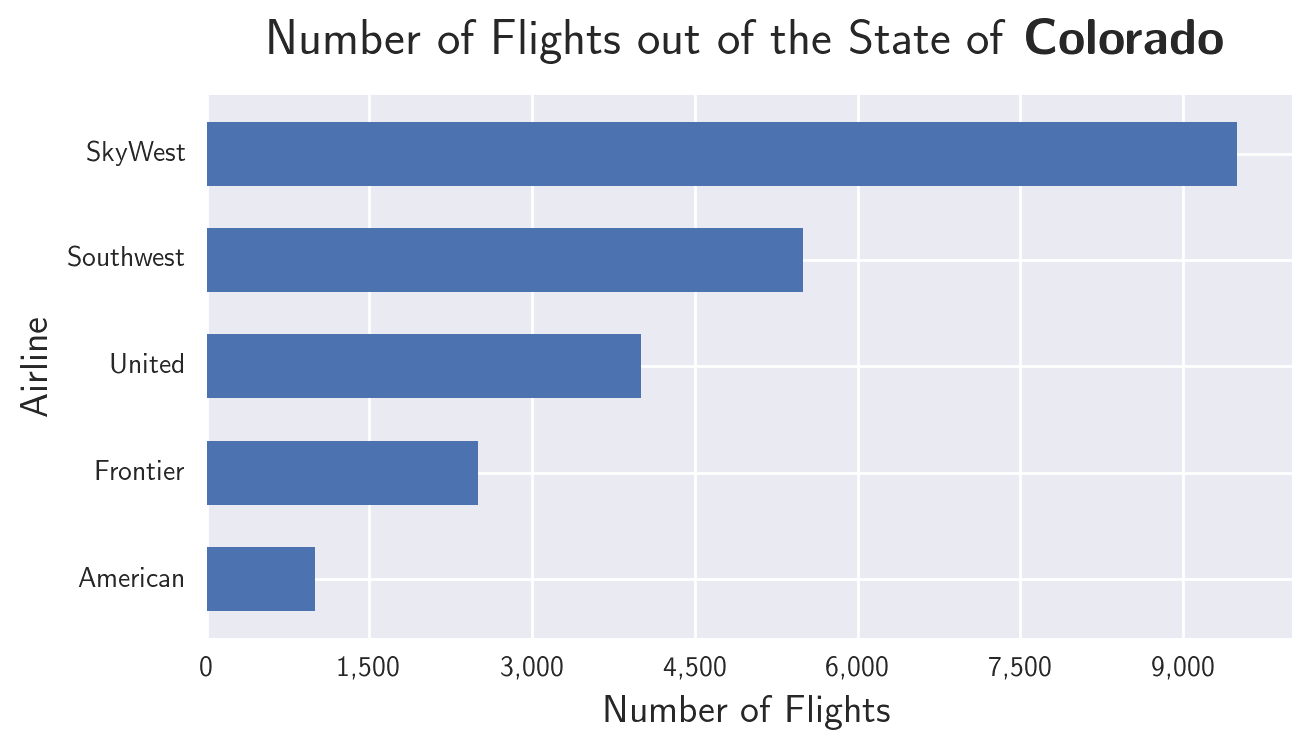 Number of Flights out of the State of Colorado
SkyWest
Southwest
United
Frontier
American
Airline
0 1,500 3,000 4,500 6,000 7,500 9,000
Number of Flights